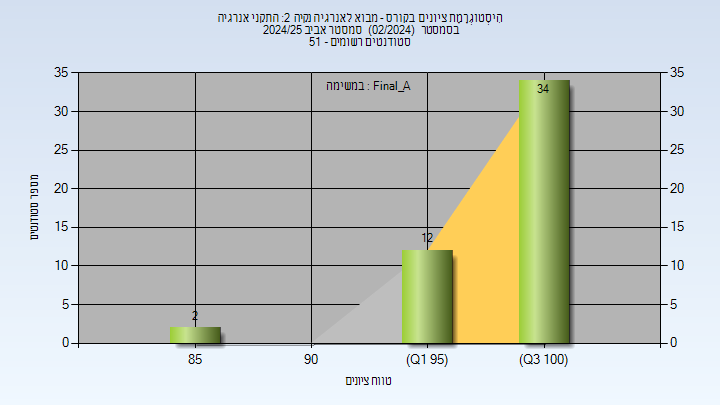 הִיסְטוֹגְרָמַת ציונים בקורס - מבוא לאנרגיה נקיה 2: התקני אנרגיה
בסמסטר (02/2024) סמסטר אביב 2024/25
סטודנטים רשומים - 51
במשימה : Final_A
מספר סטודנטים
35
30
25
20
15
10
5
0
35
30
25
20
15
10
5
0
2
12
34
85
90
(Q1 95)
(Q3 100)
טווח ציונים